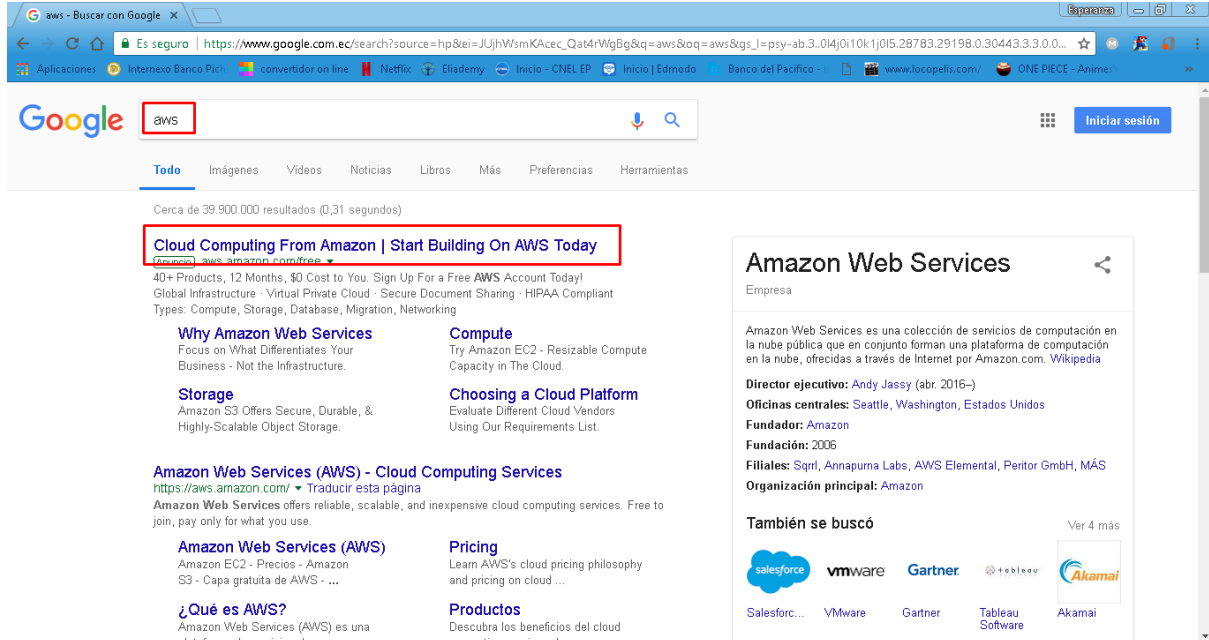 aws - Buscar con Google
Esperanza
Es seguro | https://www.google.com.ec/search?source=hp&ei=JUjhWsmKAcec_Qat4rWgBg&q=aws&oq=aws&gs_l=psy-ab.3..0l4j0i10k1j0l5.28783.29198.0.30443.3.3.0.0...
Aplicaciones Internexo Banco Pich convertidor on line Netflix Eliademy Inicio - CNEL EP Inicio | Edmodo Banco del Pacifico - www.locopelis.com/ ONE PIECE - Animes
Google aws Iniciar sesión
Todo Imágenes Vídeos Noticias Libros Más Preferencias Herramientas
Cerca de 39.900.000 resultados (0,31 segundos)
Cloud Computing From Amazon | Start Building On AWS Today
Anuncio aws.amazon.com/free
40+ Products, 12 Months, $0 Cost to You. Sign Up For a Free AWS Account Today!
Global Infrastructure · Virtual Private Cloud · Secure Document Sharing · HIPAA Compliant
Types: Compute, Storage, Database, Migration, Networking
Why Amazon Web Services
Focus on What Differentiates Your
Business - Not the Infrastructure.
Compute
Try Amazon EC2 - Resizable Compute
Capacity in The Cloud.
Storage
Amazon S3 Offers Secure, Durable, &
Highly-Scalable Object Storage.
Choosing a Cloud Platform
Evaluate Different Cloud Vendors
Using Our Requirements List.
Amazon Web Services (AWS) - Cloud Computing Services
https://aws.amazon.com/ Traducir esta página
Amazon Web Services offers reliable, scalable, and inexpensive cloud computing services. Free to
join, pay only for what you use.
Amazon Web Services (AWS)
Amazon EC2 - Precios - Amazon
S3 - Capa gratuita de AWS - ...
Pricing
Learn AWS's cloud pricing philosophy
and pricing on cloud ...
¿Qué es AWS?
Amazon Web Services (AWS) es una
Productos
Descubra los beneficios del cloud
Amazon Web Services
Empresa
Amazon Web Services es una colección de servicios de computación en
la nube pública que en conjunto forman una plataforma de computación
en la nube, ofrecidas a través de Internet por Amazon.com. Wikipedia
Director ejecutivo: Andy Jassy (abr. 2016–)
Oficinas centrales: Seattle, Washington, Estados Unidos
Fundador: Amazon
Fundación: 2006
Filiales: Sqrrl, Annapurna Labs, AWS Elemental, Peritor GmbH, MÁS
Organización principal: Amazon
También se buscó Ver 4 más
salesforce vmware Gartner tableau Akamai
Salesforc... VMware Gartner Tableau Software Akamai